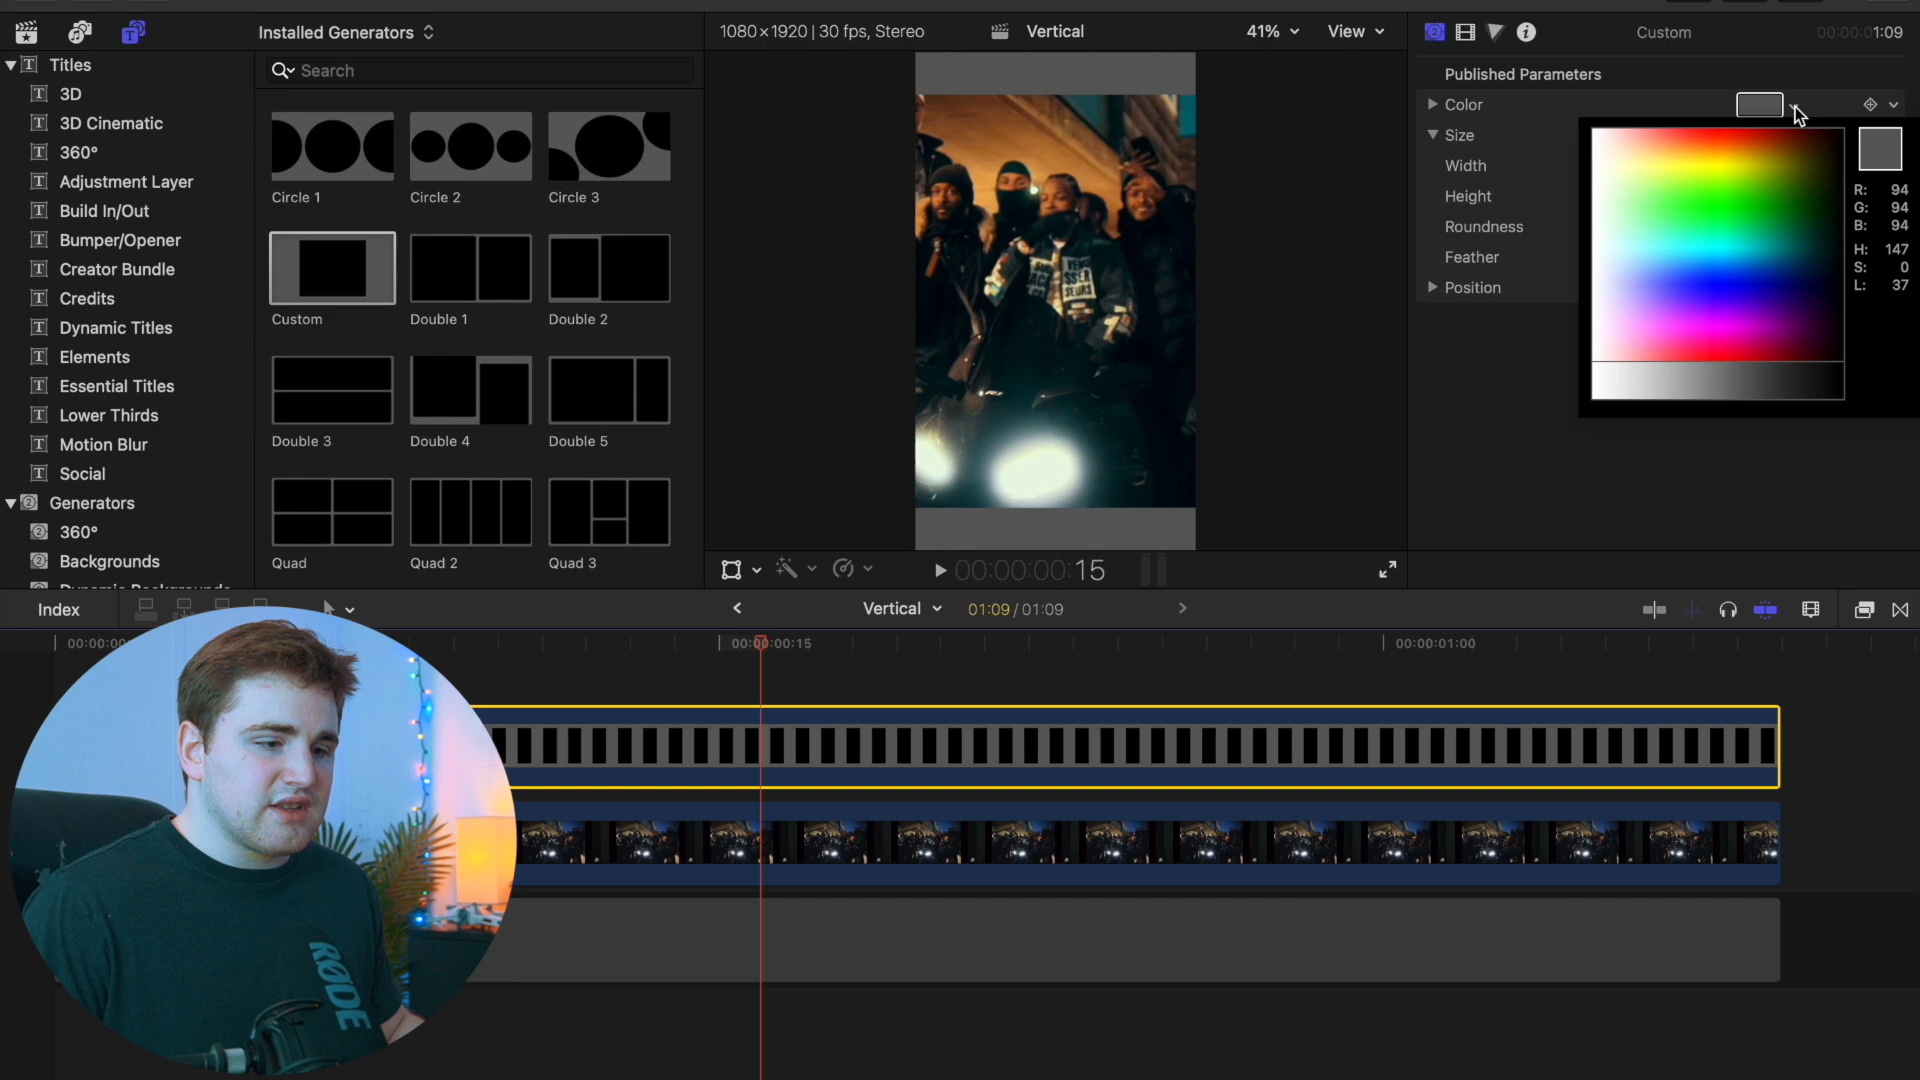 Installed Generators
1080×1920 | 30 fps, Stereo
Vertical
41%
View
Custom
00:00:01:09
Titles
3D
3D Cinematic
360°
Adjustment Layer
Build In/Out
Bumper/Opener
Creator Bundle
Credits
Dynamic Titles
Elements
Essential Titles
Lower Thirds
Motion Blur
Social
Generators
360°
Backgrounds
Search
Circle 1
Circle 2
Circle 3
Custom
Double 1
Double 2
Double 3
Double 4
Double 5
Quad
Quad 2
Quad 3
Published Parameters
Color
Size
Width
Height
Roundness
Feather
Position
R: 94
G: 94
B: 94
H: 147
S: 0
L: 37
00:00:00:15
Index
Vertical
01:09 / 01:09
00:00:00:15
00:00:01:00
RØDE